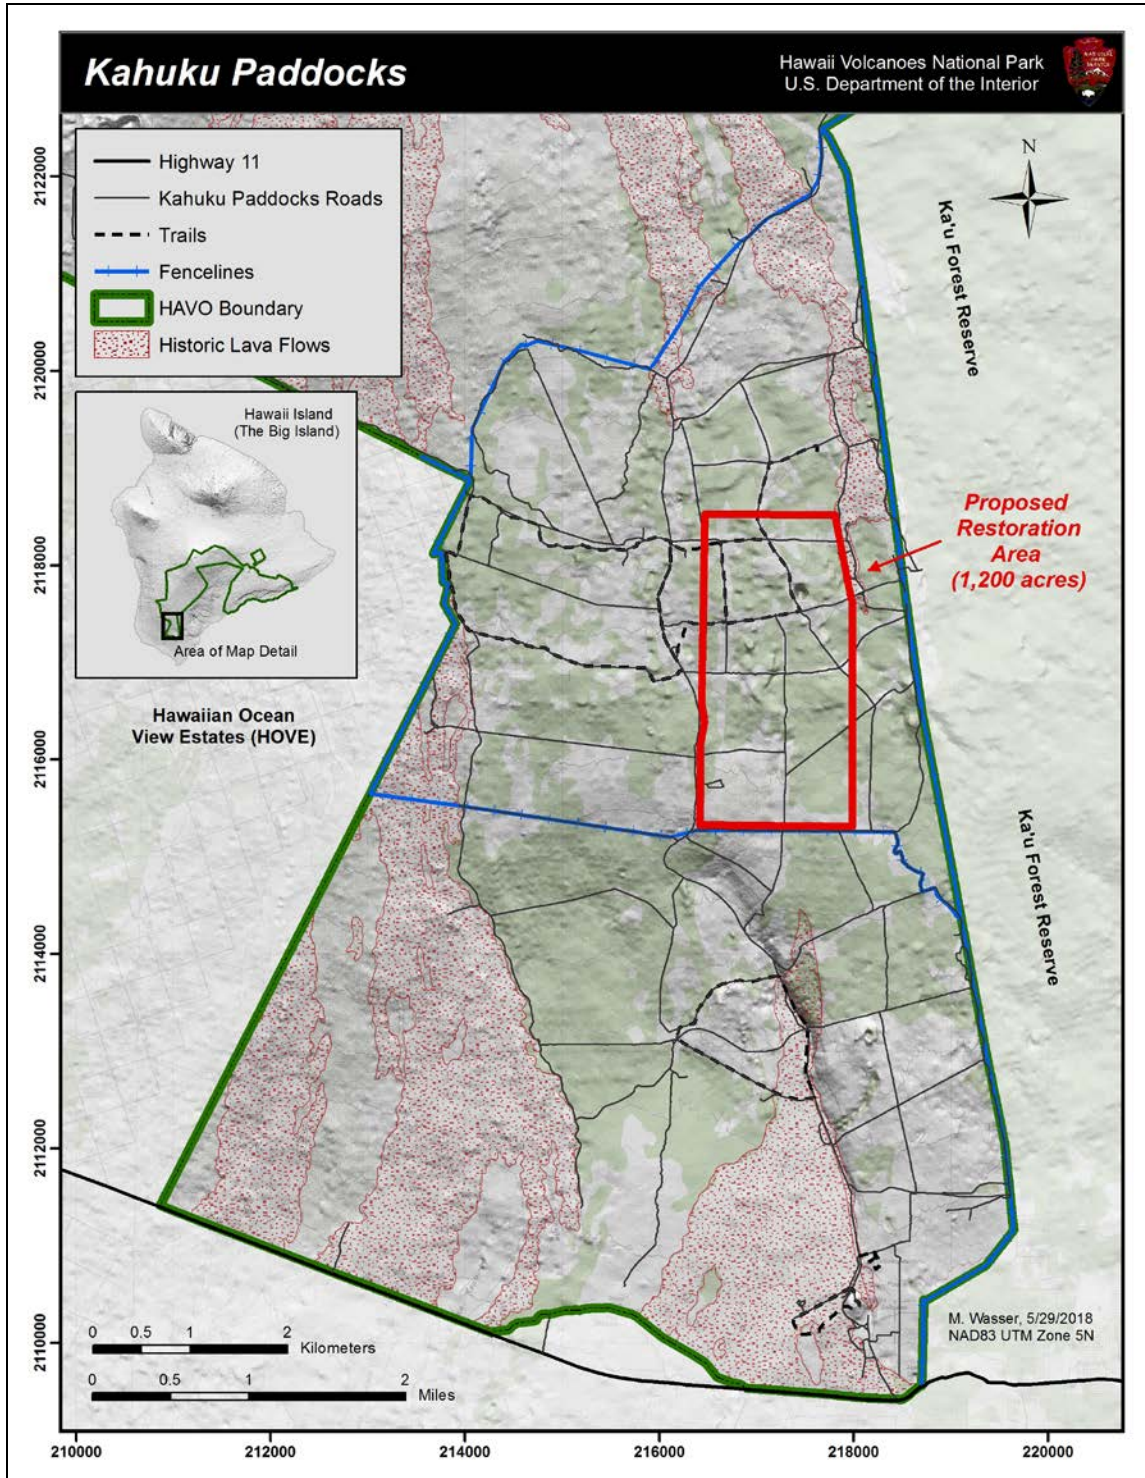 Kahuku Paddocks
Hawaii Volcanoes National Park
U.S. Department of the Interior
Highway 11
Kahuku Paddocks Roads
Trails
Fencelines
HAVO Boundary
Historic Lava Flows
Hawaii Island
(The Big Island)
Area of Map Detail
Hawaiian Ocean
View Estates (HOVE)
N
Ka'u Forest Reserve
Proposed
Restoration
Area
(1,200 acres)
Ka'u Forest Reserve
M. Wasser, 5/29/2018
NAD83 UTM Zone 5N
0 0.5 1 2
Kilometers
0 0.5 1 2
Miles
2122000
2120000
2118000
2116000
2114000
2112000
2110000
210000 212000 214000 216000 218000 220000